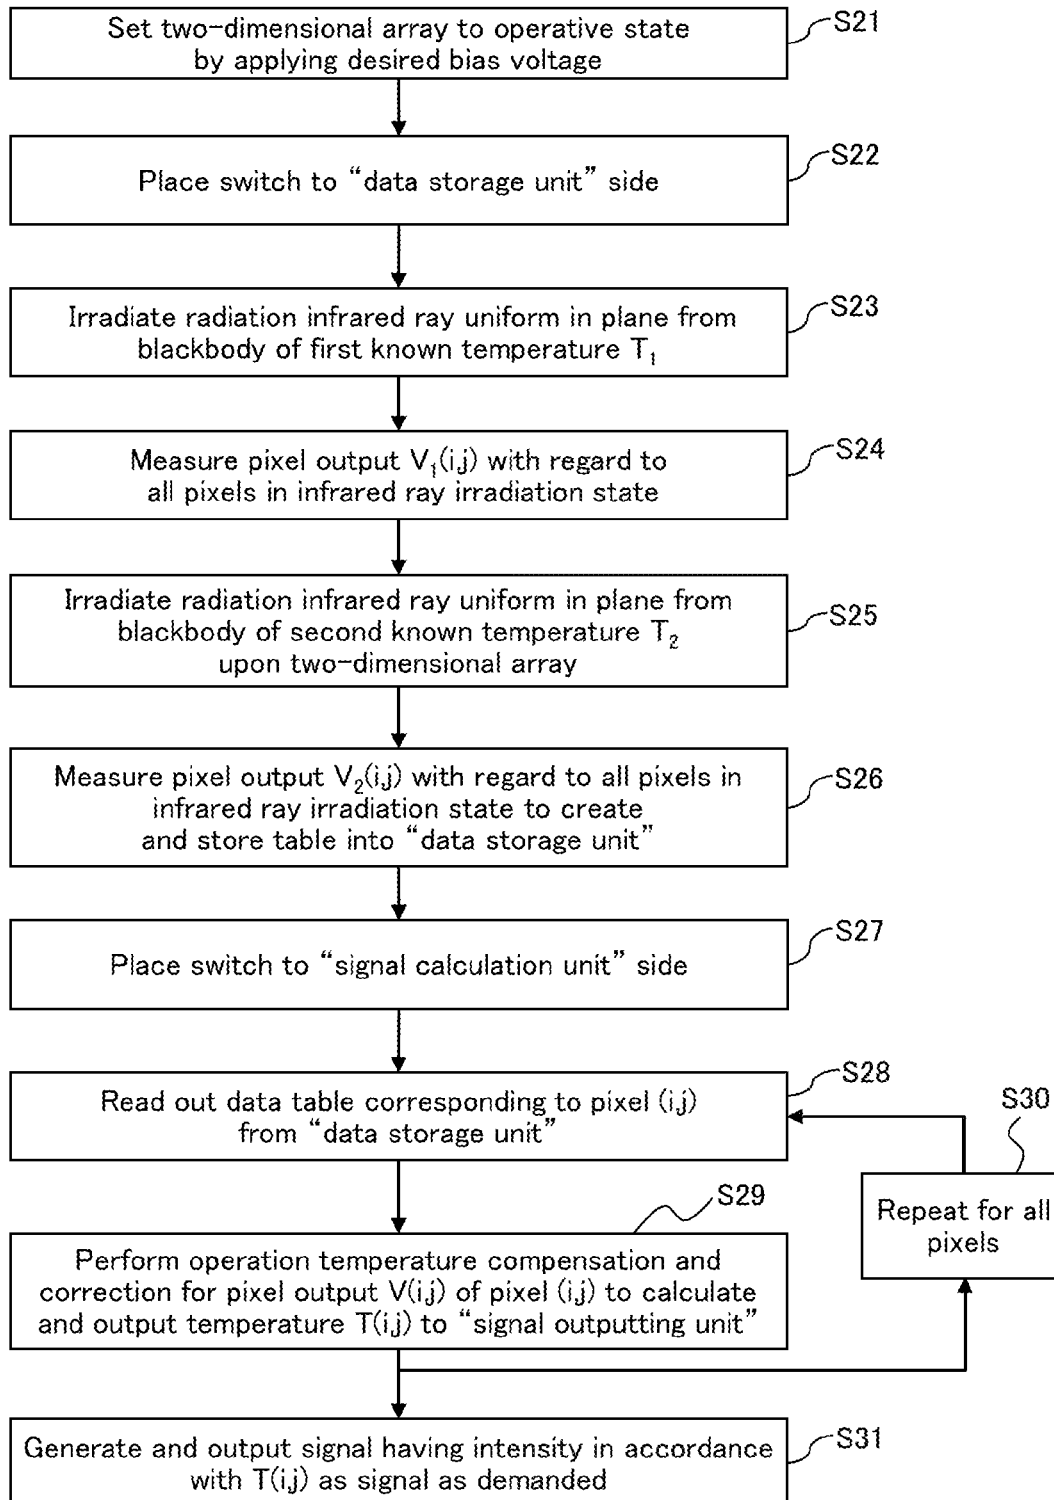 Set two-dimensional array to operative state
by applying desired bias voltage
S21
Place switch to “data storage unit” side
S22
Irradiate radiation infrared ray uniform in plane from
blackbody of first known temperature T₁
S23
Measure pixel output V₁(i,j) with regard to
all pixels in infrared ray irradiation state
S24
Irradiate radiation infrared ray uniform in plane from
blackbody of second known temperature T₂
upon two-dimensional array
S25
Measure pixel output V₂(i,j) with regard to all pixels in
infrared ray irradiation state to create
and store table into “data storage unit”
S26
Place switch to “signal calculation unit” side
S27
Read out data table corresponding to pixel (i,j)
from “data storage unit”
S28
Perform operation temperature compensation and
correction for pixel output V(i,j) of pixel (i,j) to calculate
and output temperature T(i,j) to “signal outputting unit”
S29
Repeat for all
pixels
S30
Generate and output signal having intensity in accordance
with T(i,j) as signal as demanded
S31